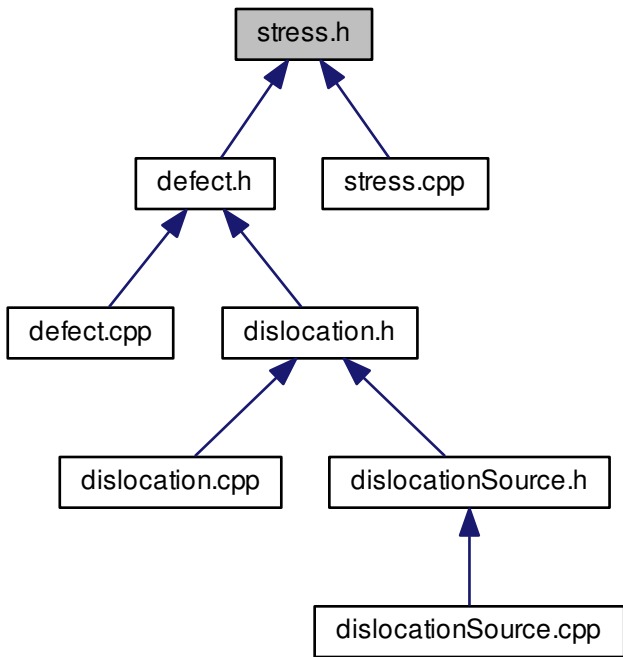 stress.h
defect.h
stress.cpp
defect.cpp
dislocation.h
dislocation.cpp
dislocationSource.h
dislocationSource.cpp